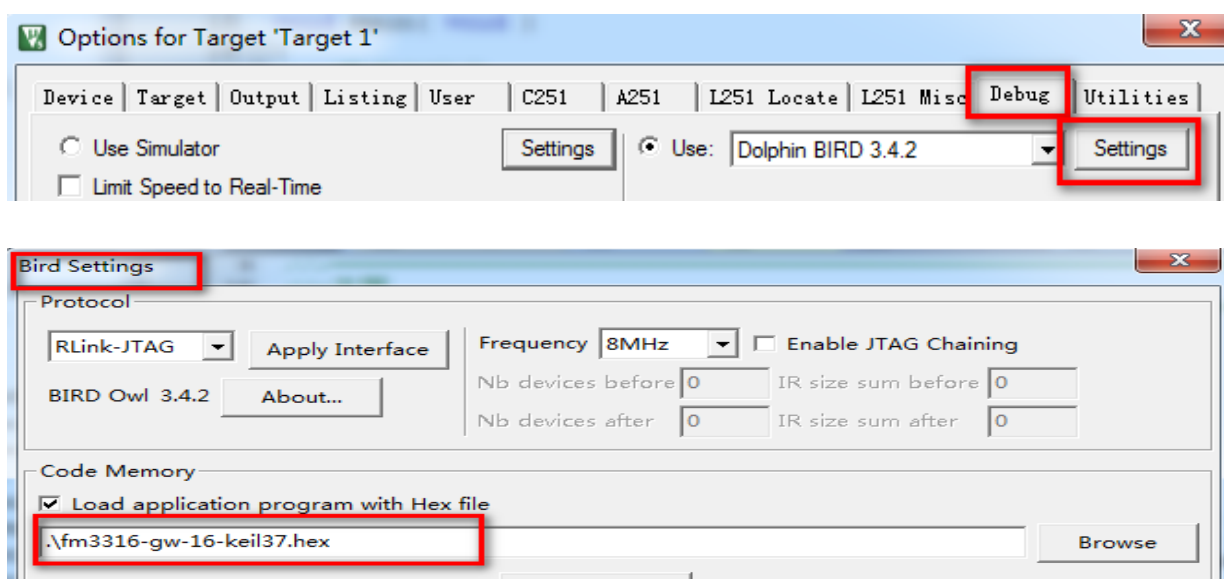 Options for Target 'Target 1'
Device Target Output Listing User C251 A251 L251 Locate L251 Misc Debug Utilities
Use Simulator Settings Use: Dolphin BIRD 3.4.2 Settings
Limit Speed to Real-Time
Bird Settings
Protocol
RLink-JTAG Apply Interface Frequency 8MHz Enable JTAG Chaining
Nb devices before 0 IR size sum before 0
BIRD Owl 3.4.2 About...
Nb devices after 0 IR size sum after 0
Code Memory
Load application program with Hex file
.\fm3316-gw-16-keil37.hex Browse